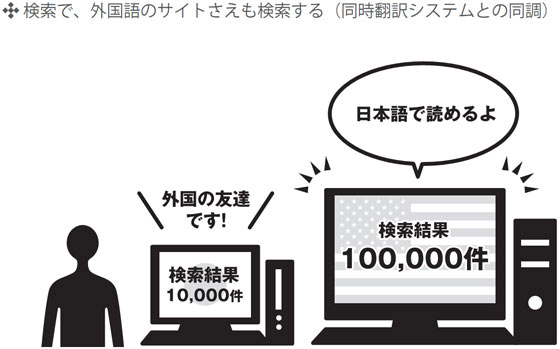 検索で、外国語のサイトさえも検索する（同時翻訳システムとの同調）
日本語で読めるよ
外国の友達
です!
検索結果
10,000件
検索結果
100,000件